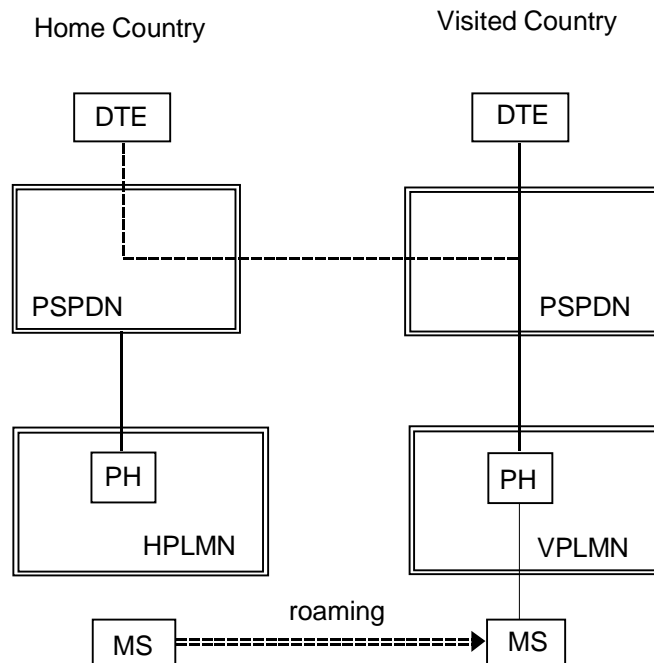 Home Country
Visited Country
DTE
DTE
PSPDN
PSPDN
PH
PH
HPLMN
VPLMN
roaming
MS
MS